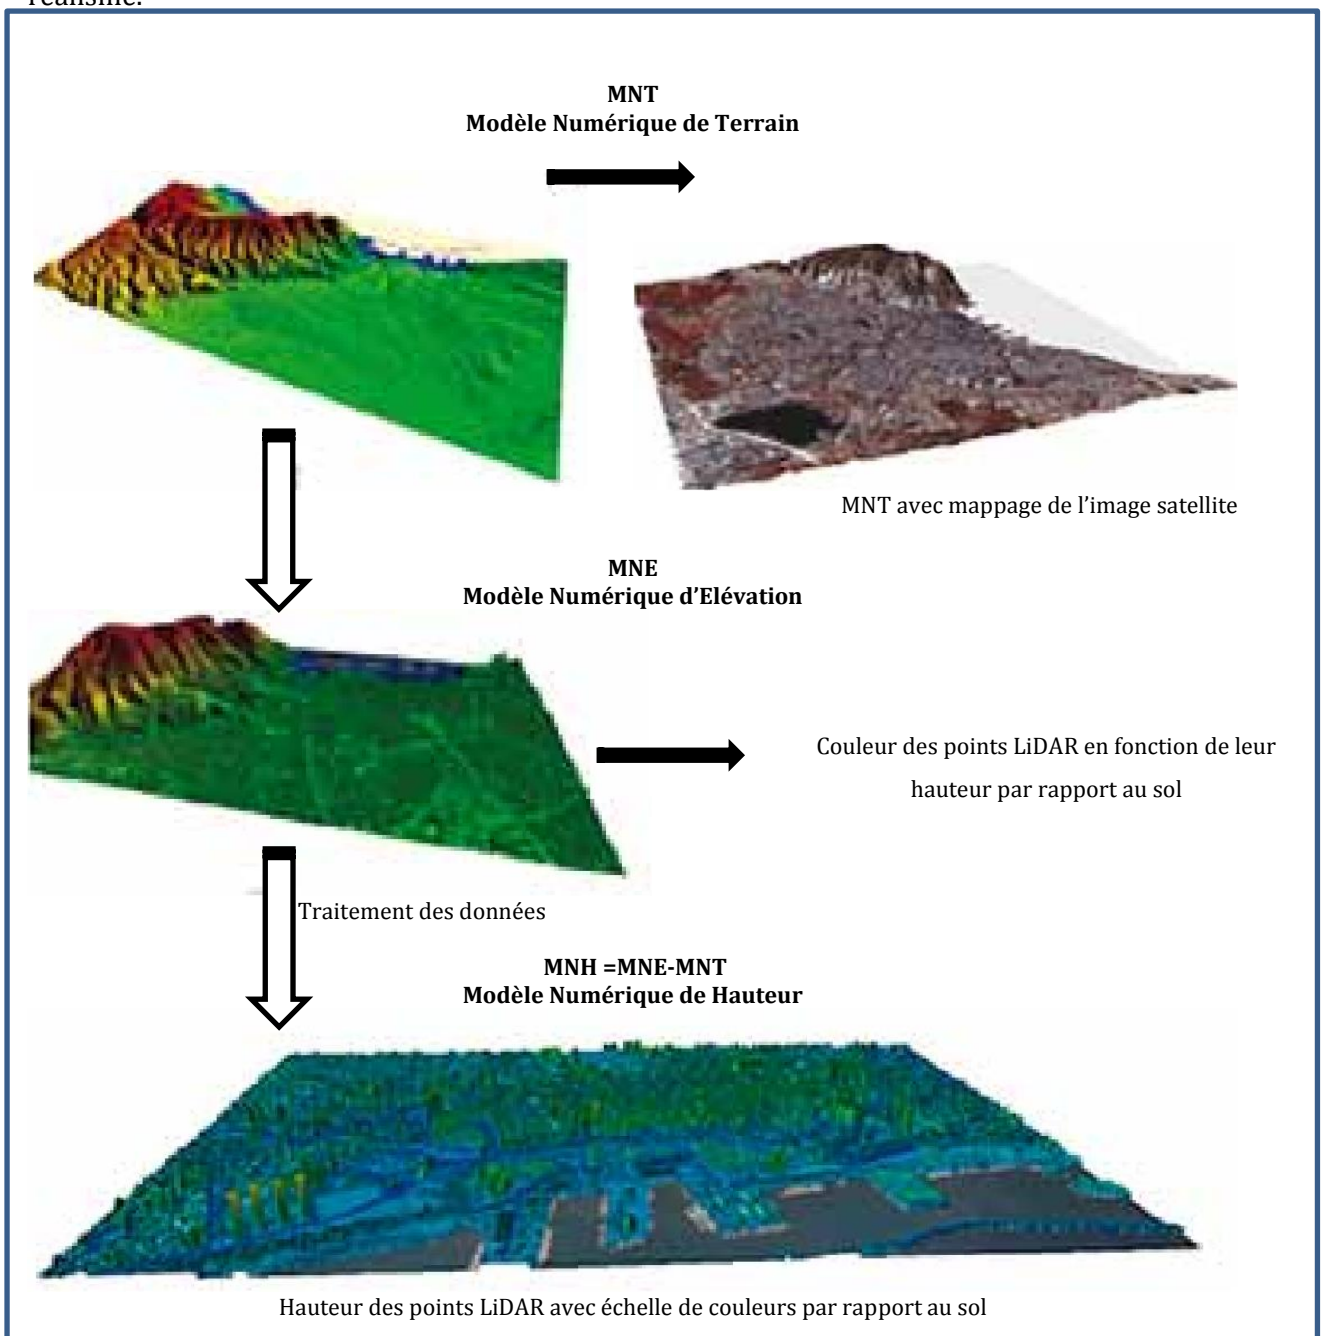 réalisme.
MNT
Modèle Numérique de Terrain
MNT avec mappage de l'image satellite
MNE
Modèle Numérique d'Elévation
Couleur des points LiDAR en fonction de leur
hauteur par rapport au sol
Traitement des données
MNH =MNE-MNT
Modèle Numérique de Hauteur
Hauteur des points LiDAR avec échelle de couleurs par rapport au sol